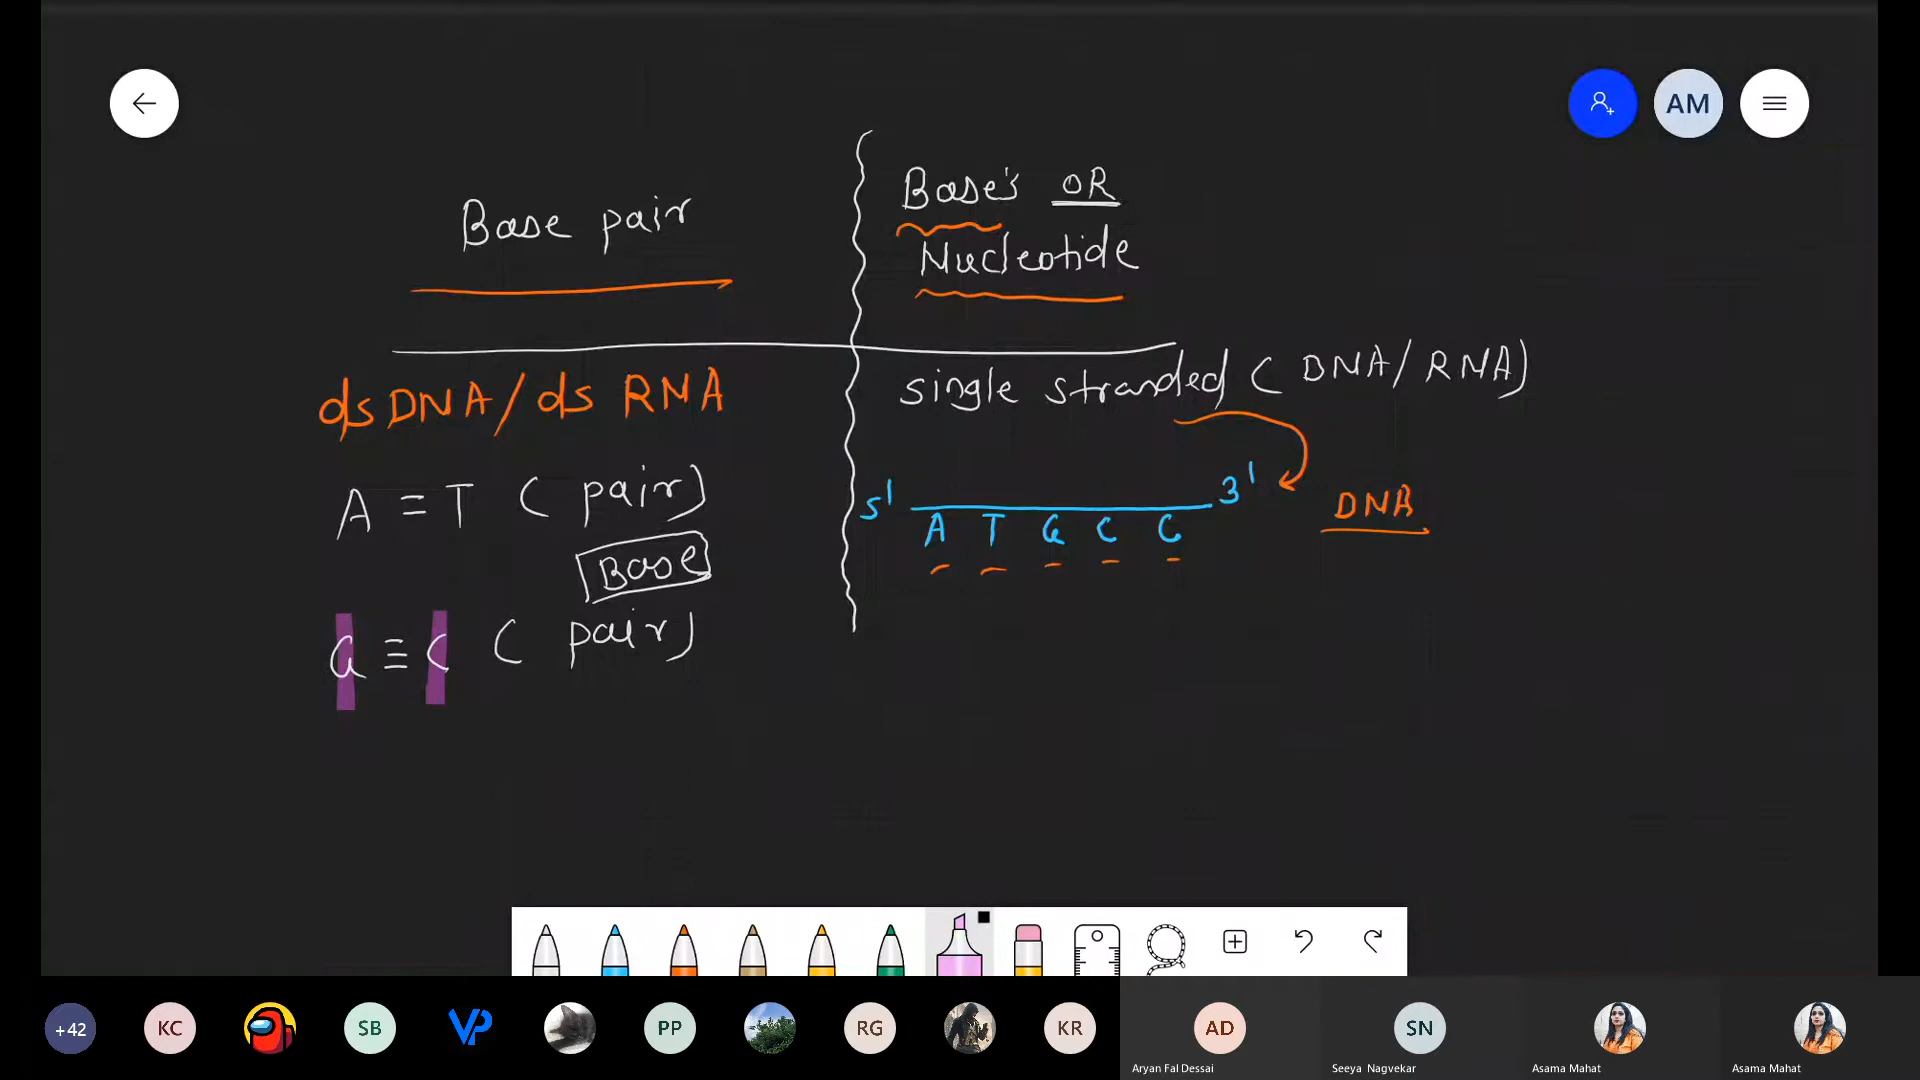 AM
Base pair
Base's OR
Nucleotide
dsDNA/ds RNA
single stranded ( DNA/RNA)
A = T ( pair)
5' 3'
DNA
A T G C C
Base
G ≡ C ( pair)
+42
KC
SB
VP
PP
RG
KR
AD
SN
Aryan Fal Dessai
Seeya Nagvekar
Asama Mahat
Asama Mahat